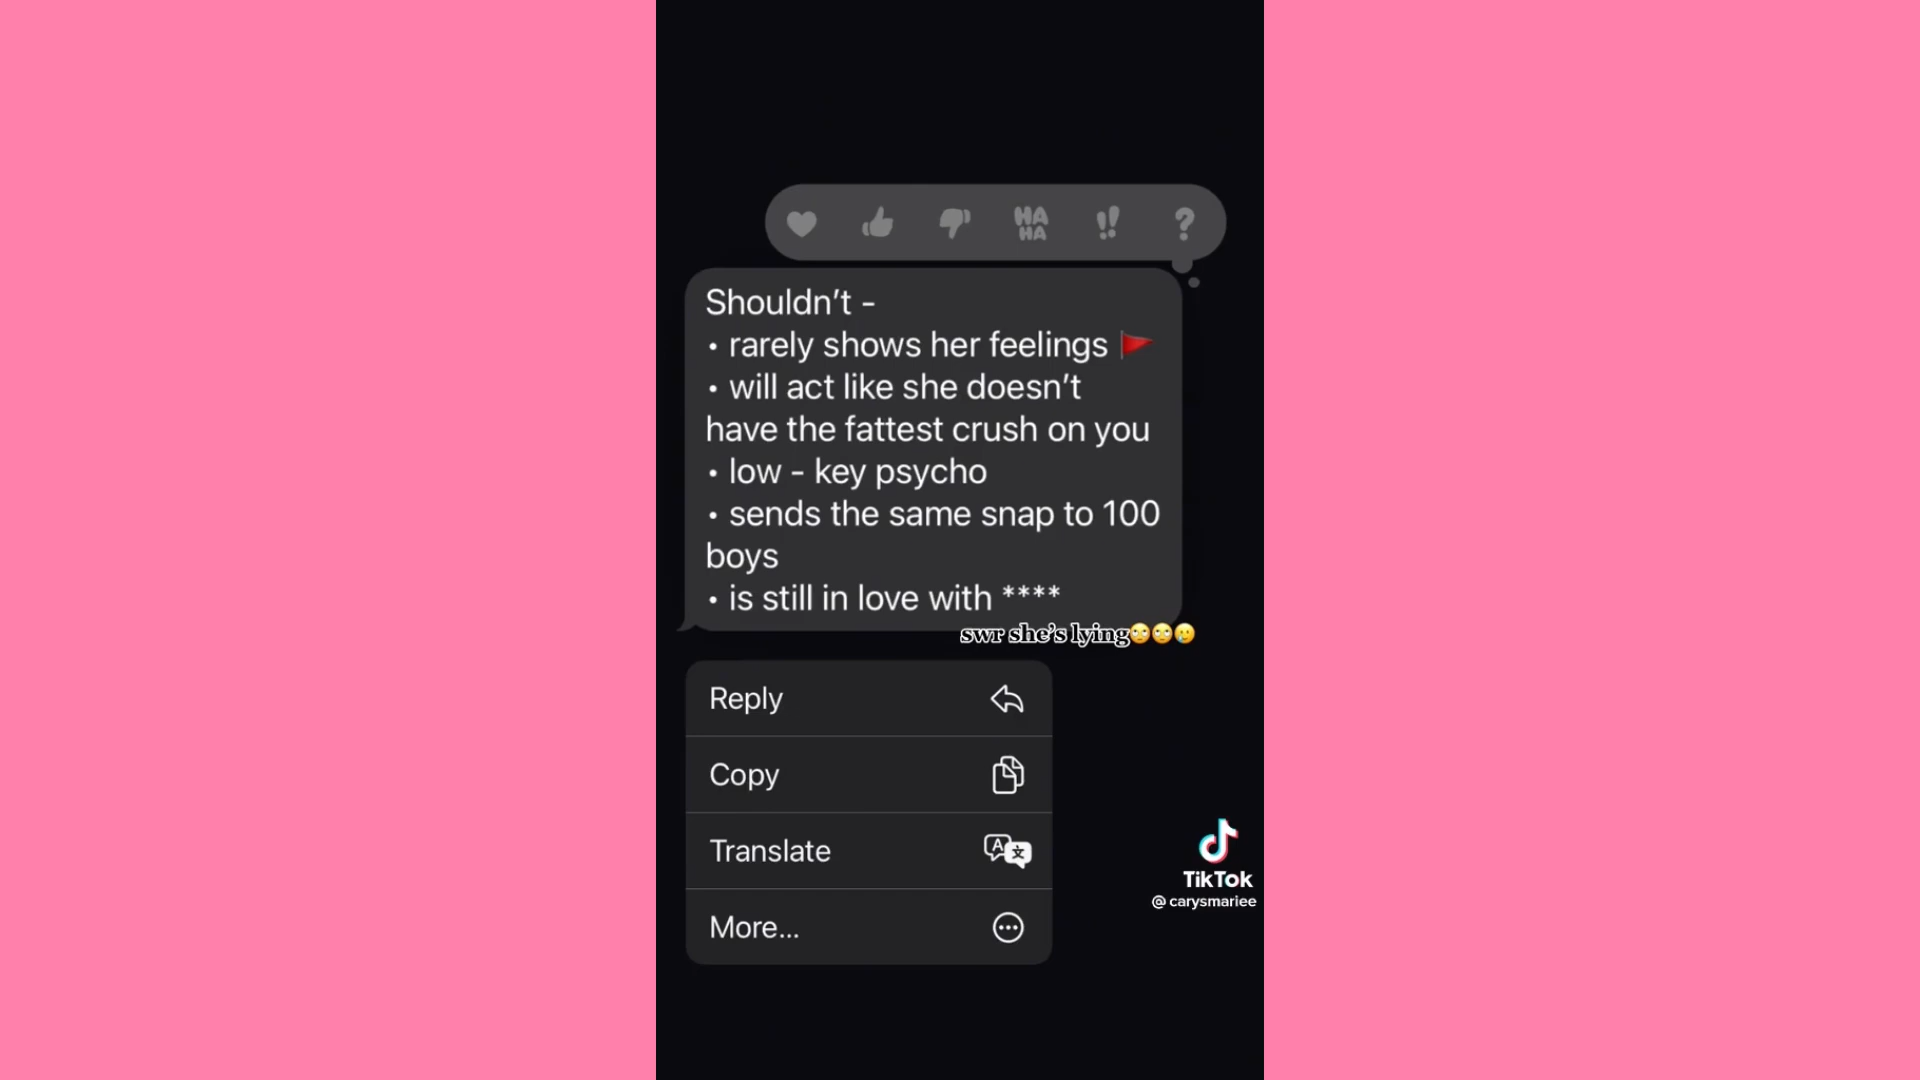 HA
HA
!!
?
Shouldn’t -
• rarely shows her feelings 🚩
• will act like she doesn’t
have the fattest crush on you
• low - key psycho
• sends the same snap to 100
boys
• is still in love with ****
swr she’s lying🙄🙄🥲
Reply
Copy
Translate
A 文
More...
TikTok
@ carysmariee